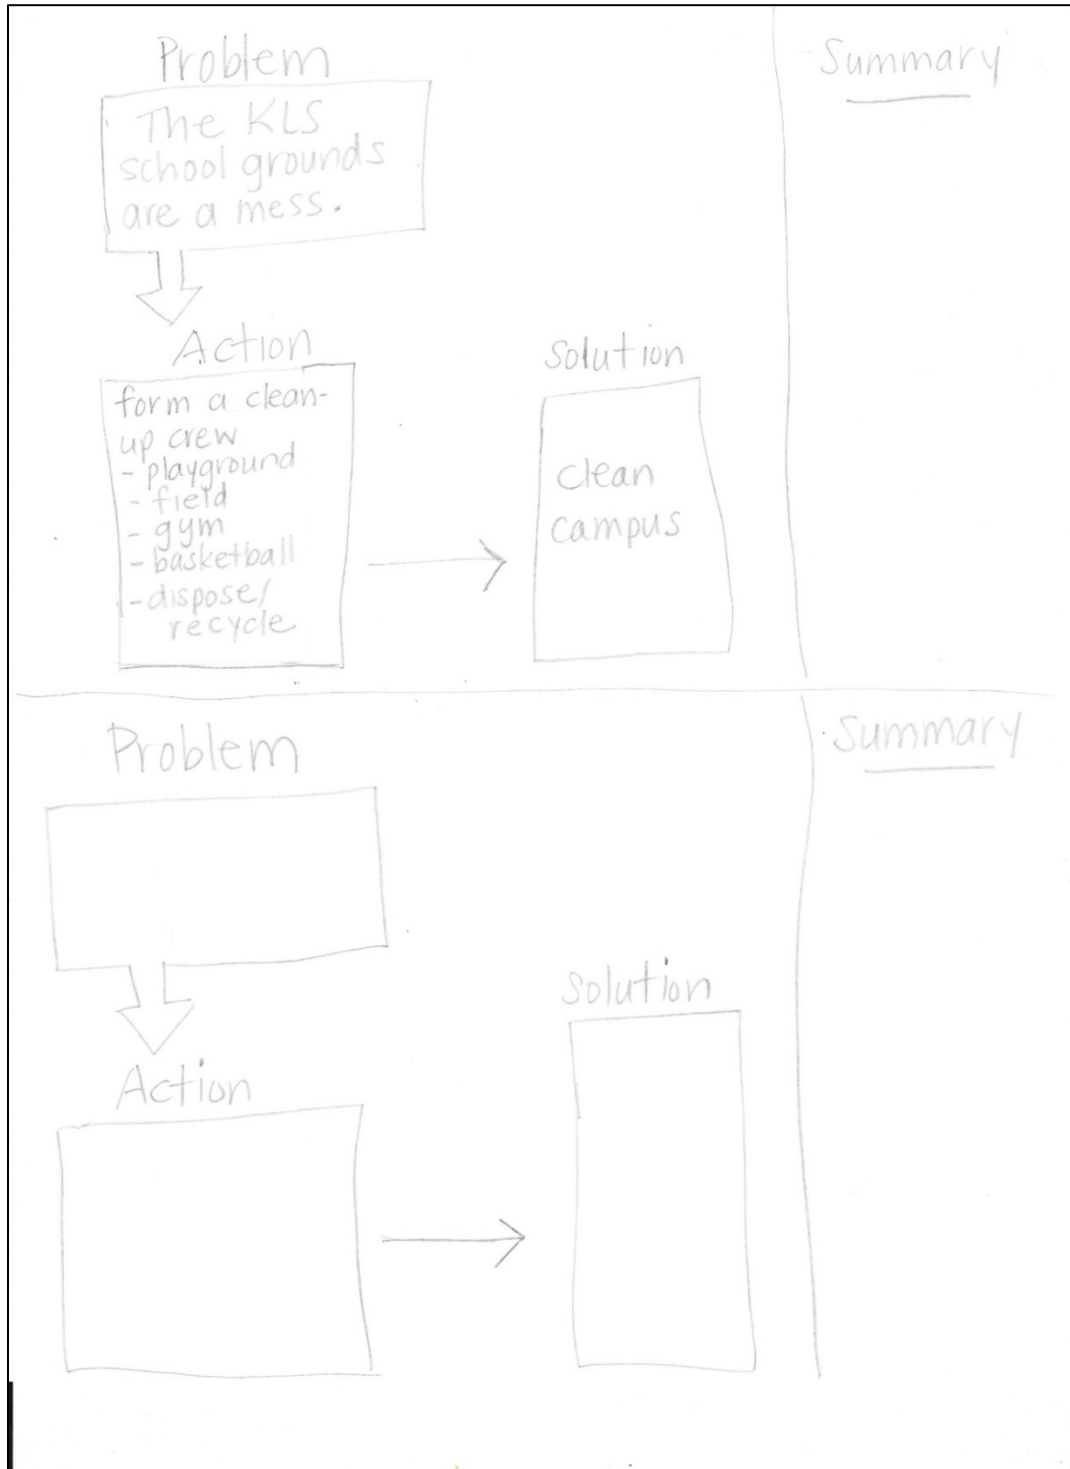 Problem
Summary
The KLS
school grounds
are a mess.
Action
form a clean-
up crew
- playground
- field
- gym
- basketball
- dispose/
recycle
Solution
clean
campus
Problem
Summary
Action
Solution